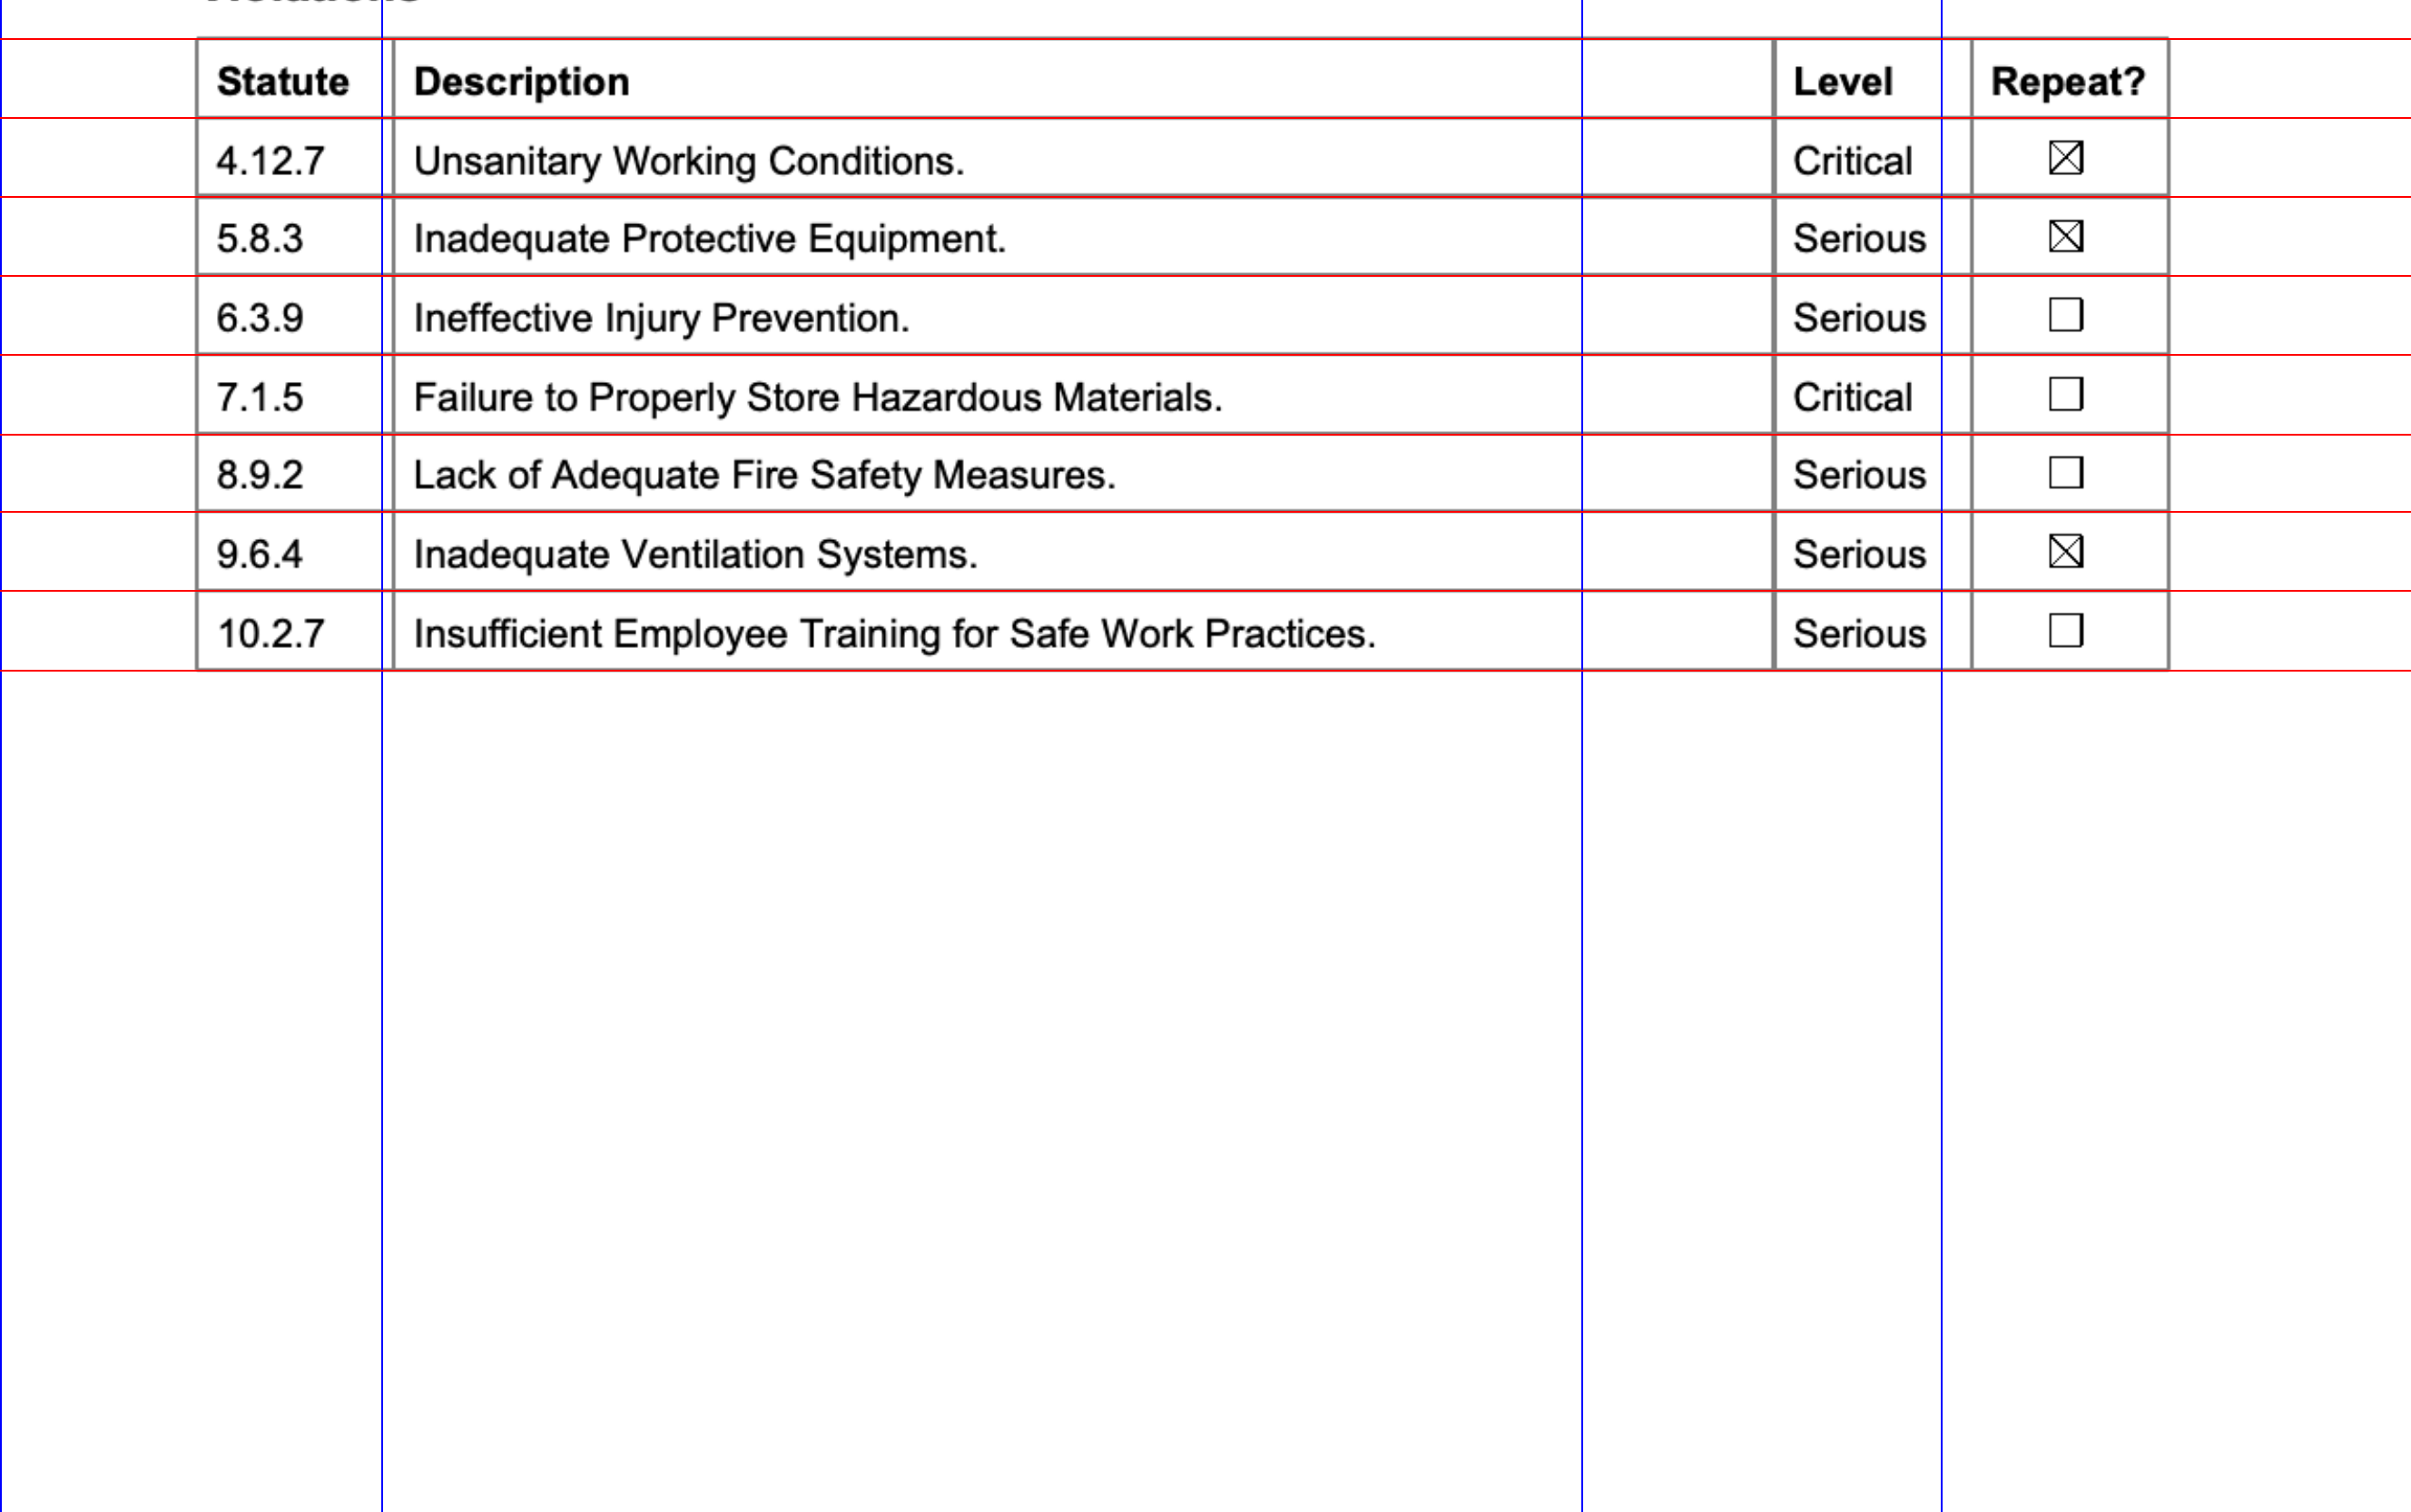 Statute Description Level Repeat?
4.12.7 Unsanitary Working Conditions. Critical ☒
5.8.3 Inadequate Protective Equipment. Serious ☒
6.3.9 Ineffective Injury Prevention. Serious ☐
7.1.5 Failure to Properly Store Hazardous Materials. Critical ☐
8.9.2 Lack of Adequate Fire Safety Measures. Serious ☐
9.6.4 Inadequate Ventilation Systems. Serious ☒
10.2.7 Insufficient Employee Training for Safe Work Practices. Serious ☐